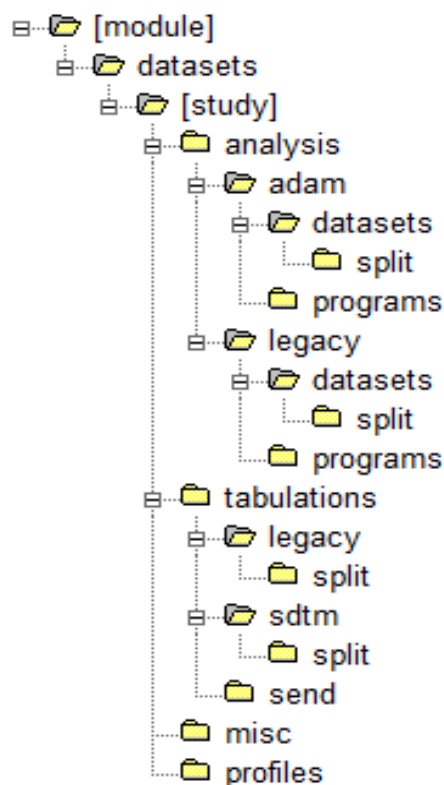 [module]
datasets
[study]
analysis
adam
datasets
split
programs
legacy
datasets
split
programs
tabulations
legacy
split
sdtm
split
send
misc
profiles